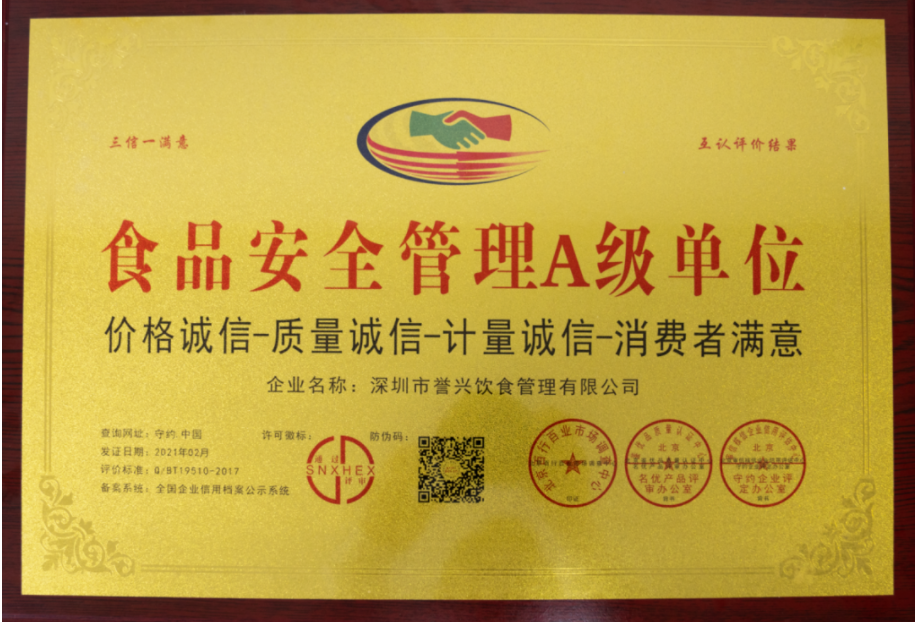 三信一满意
互认评价结果
食品安全管理A级单位
价格诚信-质量诚信-计量诚信-消费者满意
企业名称：深圳市誉兴饮食管理有限公司
查询网址：守约.中国
发证日期：2021年02月
评价标准：Q/BT19510-2017
备案系统：全国企业信用档案公示系统
许可徽标：
SNXHEX
评审
防伪码：
北京
名优产品评
审办公室
北京
守约企业评
定办公室